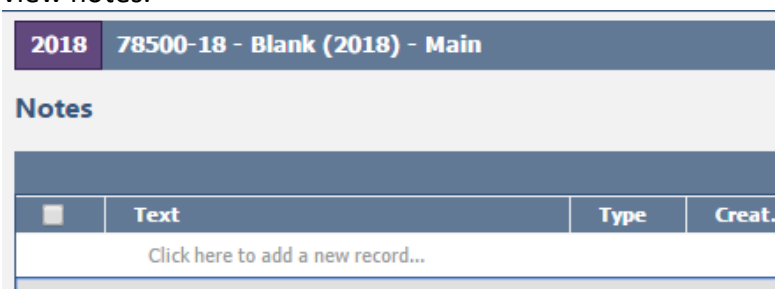 view notes.
2018 78500-18 - Blank (2018) - Main
Notes
Text Type Creat.
Click here to add a new record...